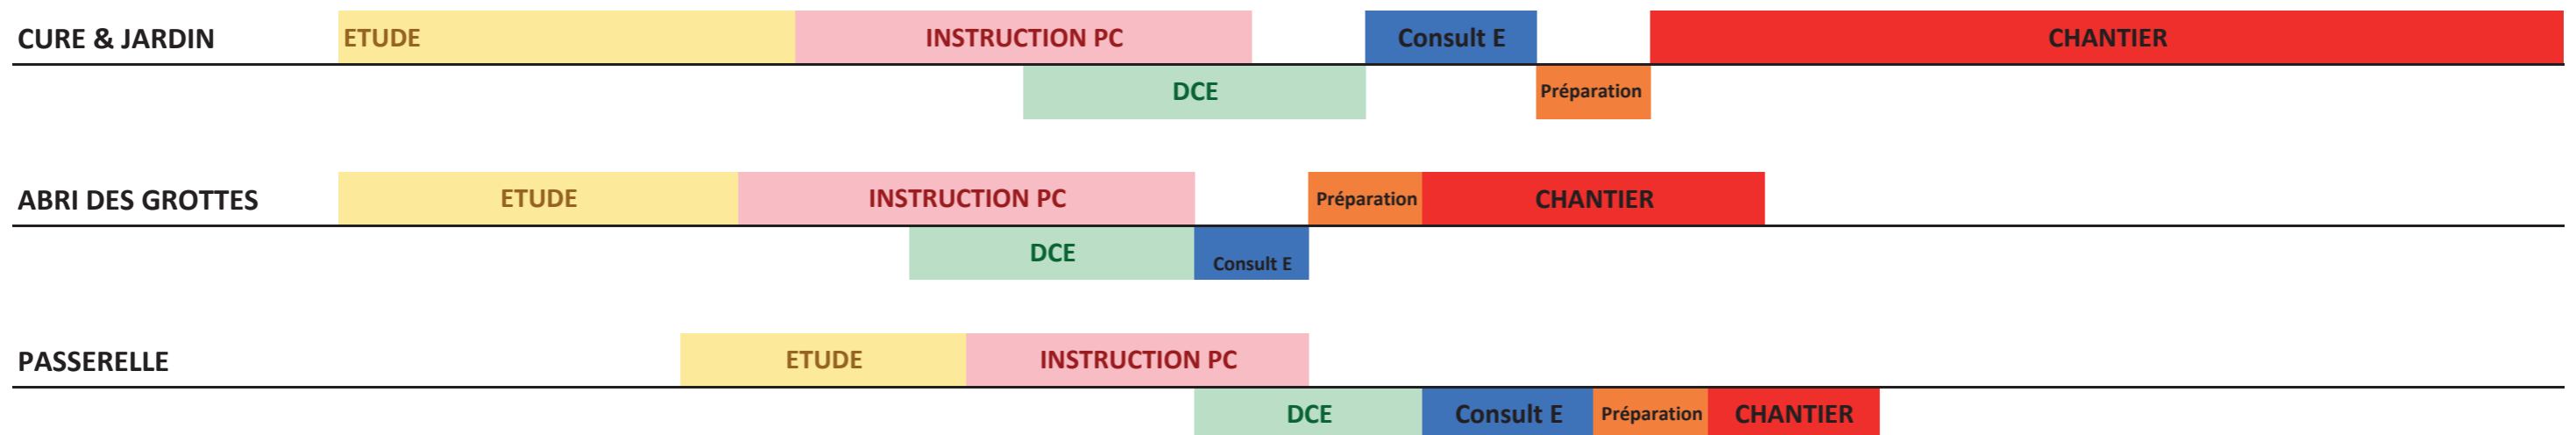 CURE & JARDIN ETUDE INSTRUCTION PC Consult E CHANTIER
DCE Préparation
ABRI DES GROTTES ETUDE INSTRUCTION PC Préparation CHANTIER
DCE Consult E
PASSERELLE ETUDE INSTRUCTION PC
DCE Consult E Préparation CHANTIER